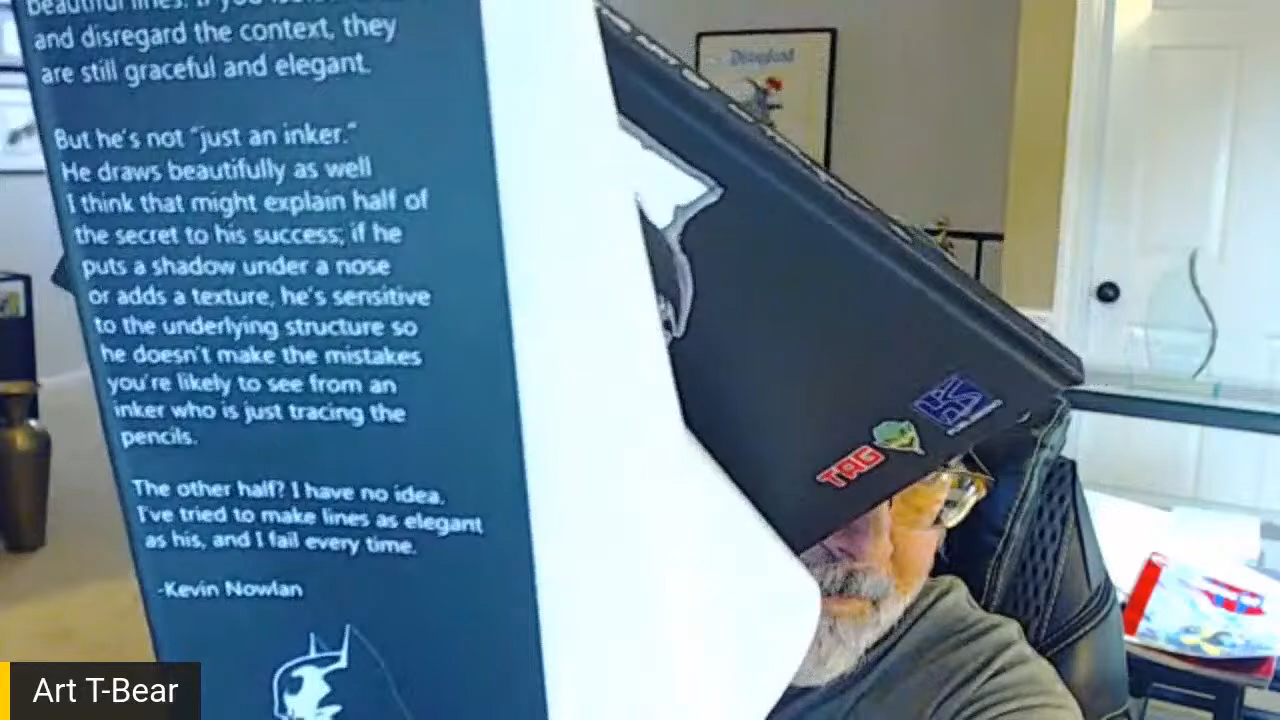 and disregard the context, they
are still graceful and elegant.
But he's not "just an inker."
He draws beautifully as well
I think that might explain half of
the secret to his success; if he
puts a shadow under a nose
or adds a texture, he's sensitive
to the underlying structure so
he doesn't make the mistakes
you're likely to see from an
inker who is just tracing the
pencils.
The other half? I have no idea.
I've tried to make lines as elegant
as his, and I fail every time.
-Kevin Nowlan
Disneyland
TAG
Art T-Bear